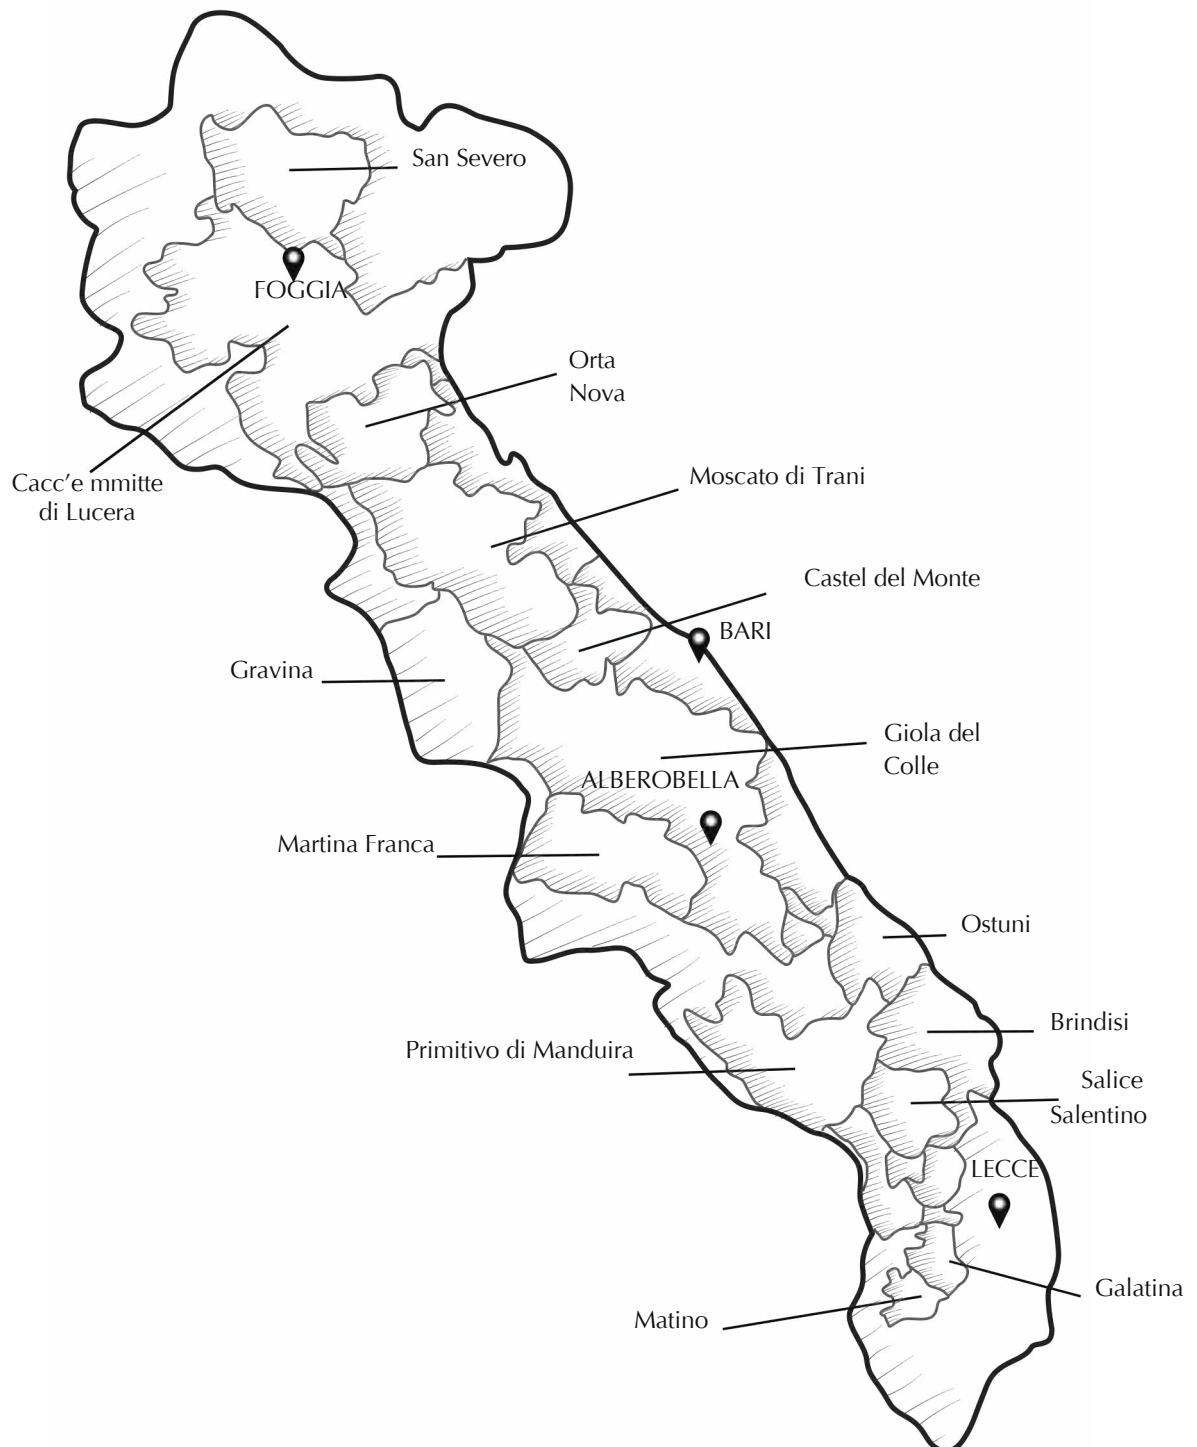 San Severo
FOGGIA
Orta
Nova
Moscato di Trani
Cacc’e mmitte
di Lucera
Castel del Monte
BARI
Gravina
Giola del
Colle
ALBEROBELLA
Martina Franca
Ostuni
Brindisi
Primitivo di Manduira
Salice
Salentino
LECCE
Galatina
Matino